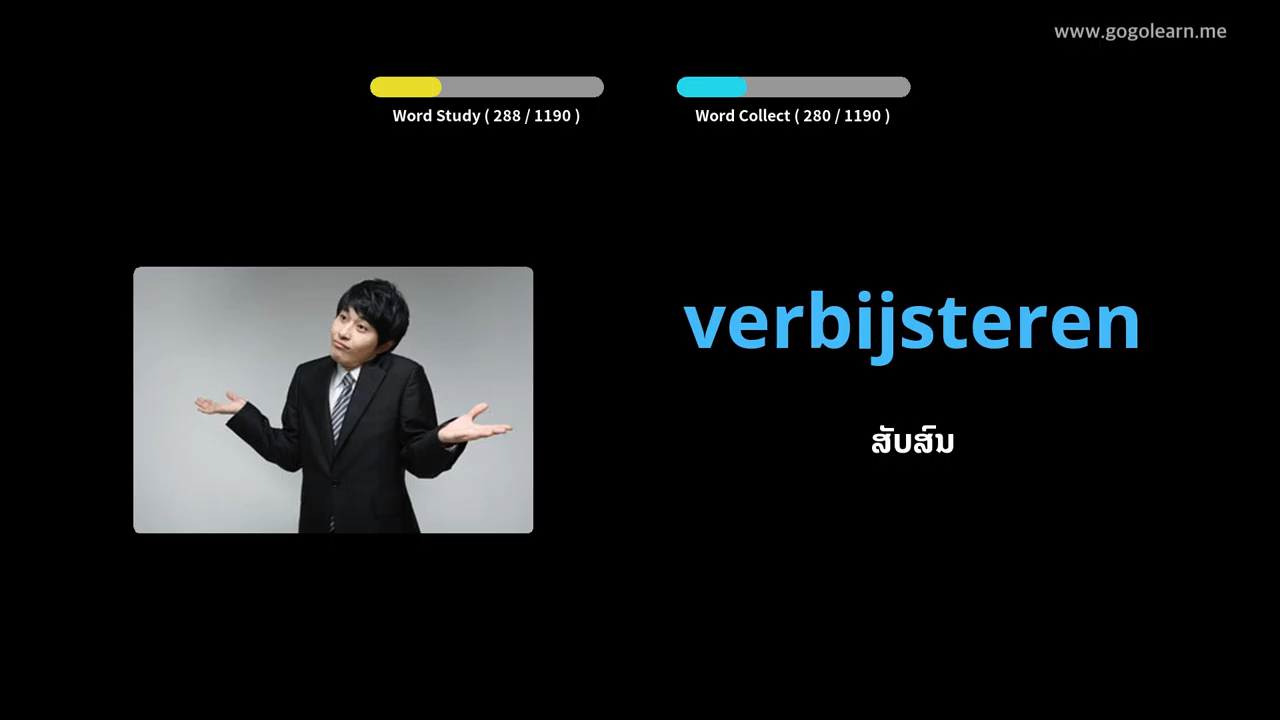 www.gogolearn.me
Word Study ( 288 / 1190 )
Word Collect ( 280 / 1190 )
verbijsteren
ສັບສົນ